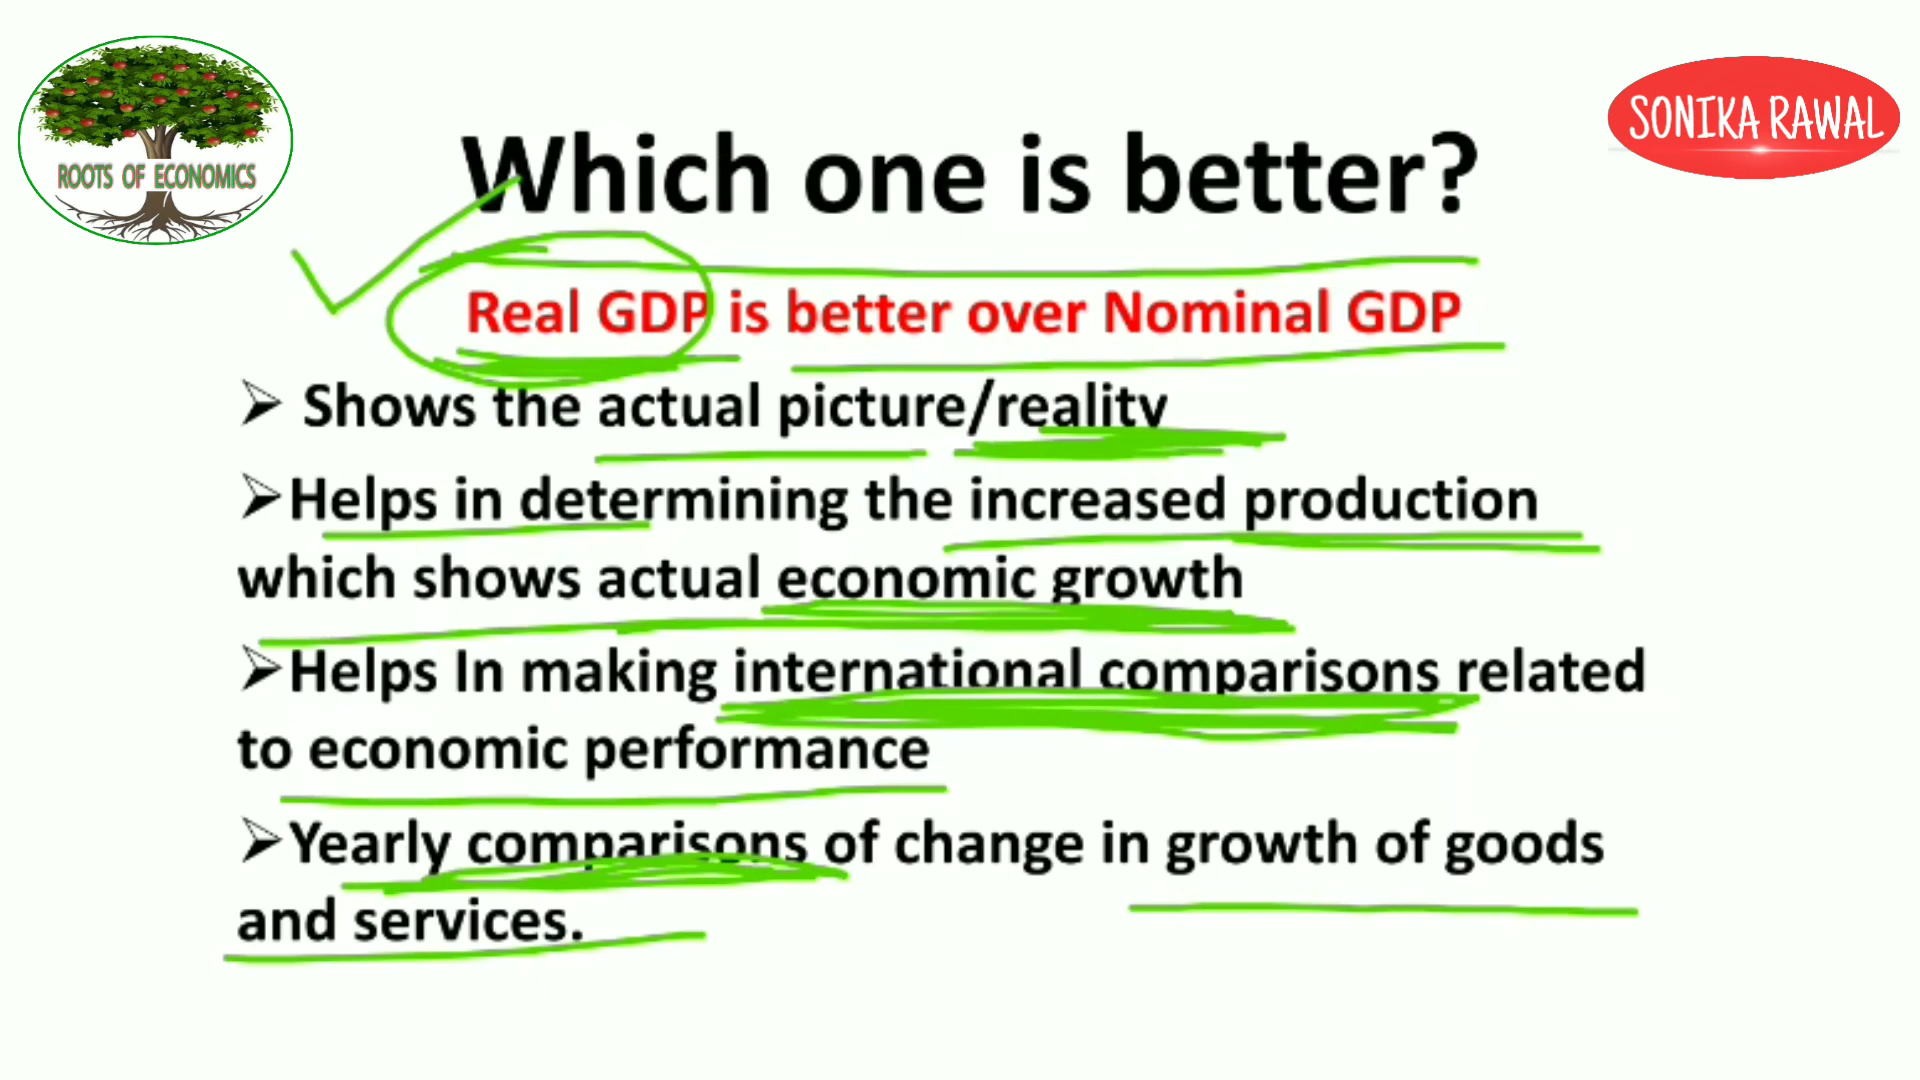 ROOTS OF ECONOMICS
SONIKA RAWAL
Which one is better?
Real GDP is better over Nominal GDP
➢ Shows the actual picture/reality
➢Helps in determining the increased production
which shows actual economic growth
➢Helps In making international comparisons related
to economic performance
➢Yearly comparisons of change in growth of goods
and services.